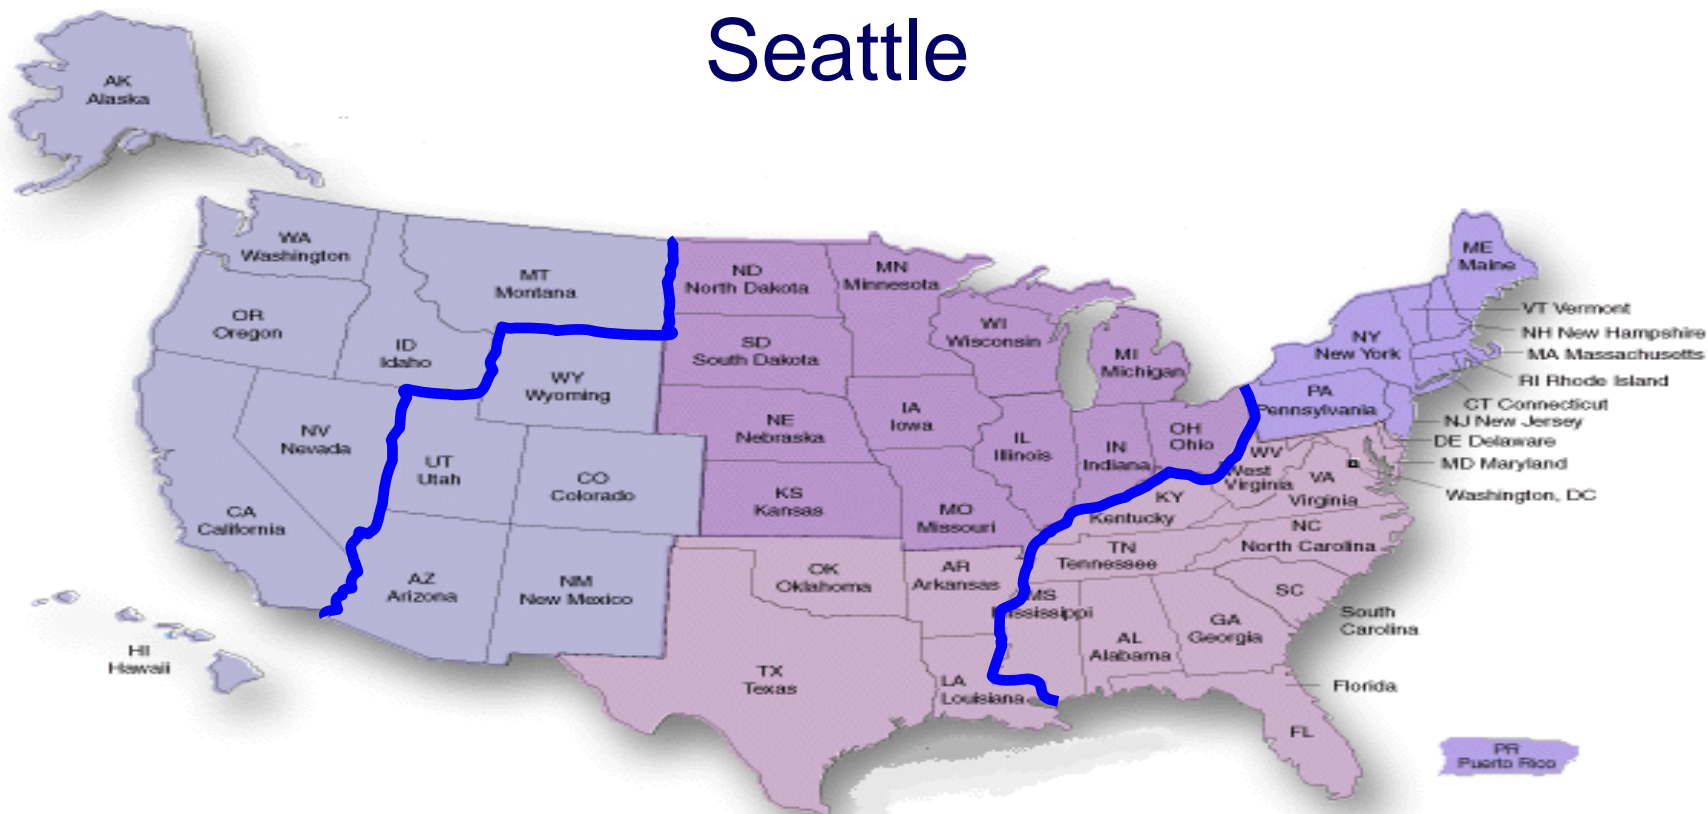 Seattle
AK
Alaska
WA
Washington
MT
Montana
ND
North Dakota
MN
Minnesota
ME
Maine
OR
Oregon
ID
Idaho
WY
Wyoming
SD
South Dakota
WI
Wisconsin
MI
Michigan
NY
New York
VT Vermont
NH New Hampshire
MA Massachusetts
RI Rhode Island
CT Connecticut
NJ New Jersey
DE Delaware
MD Maryland
Washington, DC
PA
Pennsylvania
NV
Nevada
UT
Utah
CO
Colorado
NE
Nebraska
IA
Iowa
IL
Illinois
IN
Indiana
OH
Ohio
WV
West
Virginia
VA
Virginia
CA
California
KS
Kansas
MO
Missouri
KY
Kentucky
NC
North Carolina
TN
Tennessee
AZ
Arizona
NM
New Mexico
OK
Oklahoma
AR
Arkansas
MS
Mississippi
SC
South
Carolina
GA
Georgia
AL
Alabama
HI
Hawaii
TX
Texas
LA
Louisiana
Florida
FL
PR
Puerto Rico